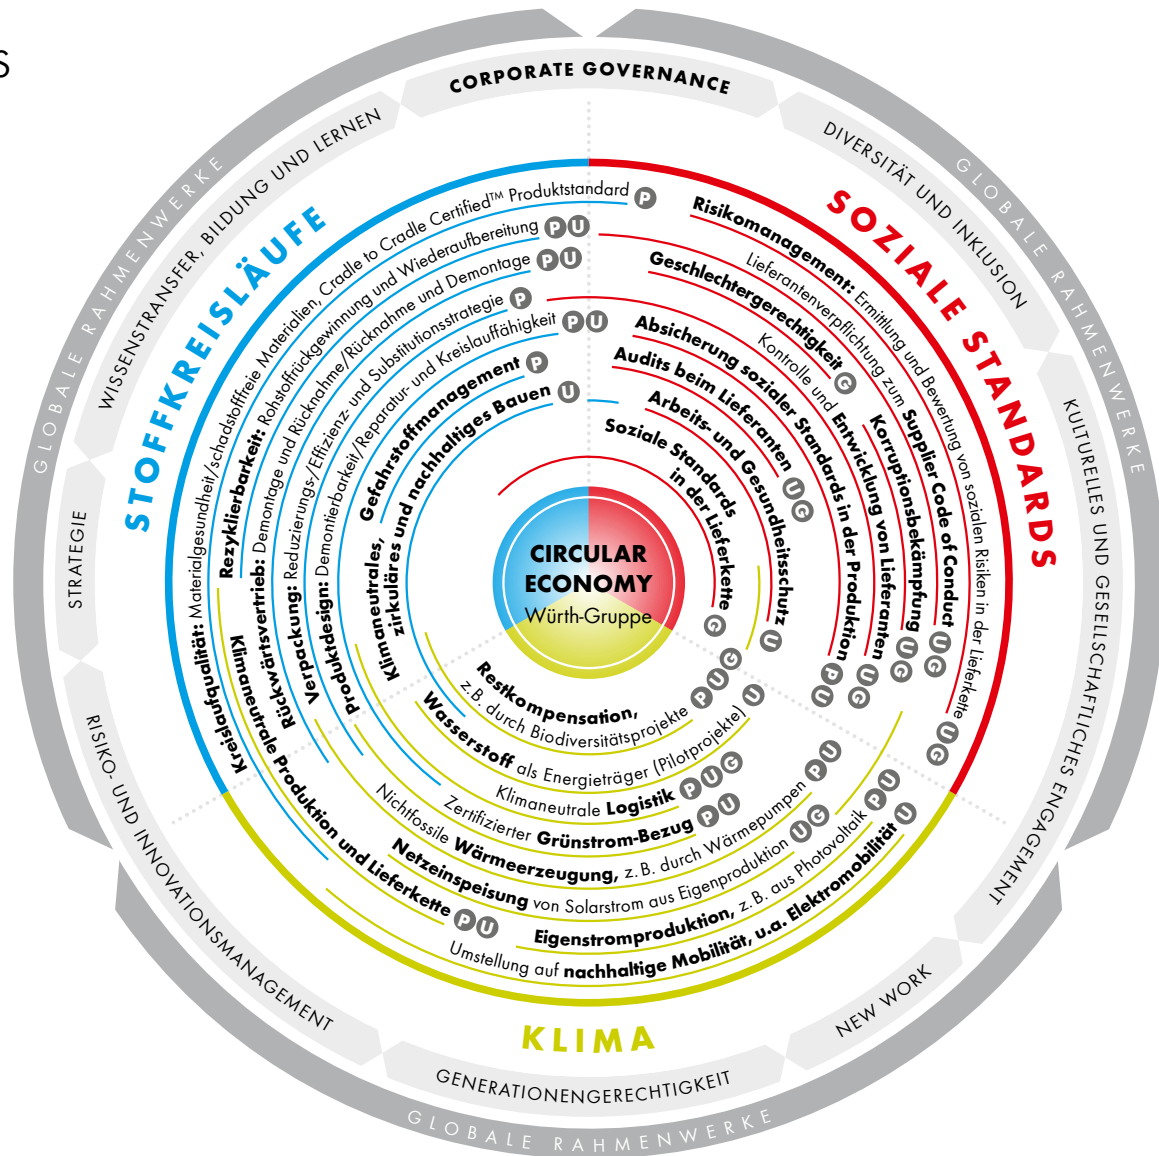 S
GLOBALE RAHMENWERKE
GLOBALE RAHMENWERKE
GLOBALE RAHMENWERKE
CORPORATE GOVERNANCE
DIVERSITÄT UND INKLUSION
KULTURELLES UND GESELLSCHAFTLICHES ENGAGEMENT
NEW WORK
GENERATIONENGERECHTIGKEIT
RISIKO- UND INNOVATIONSMANAGEMENT
STRATEGIE
WISSENSTRANSFER, BILDUNG UND LERNEN
STOFFKREISLÄUFE
Kreislaufqualität: Materialgesundheit/schadstofffreie Materialien, Cradle to Cradle Certified™ Produktstandard P
Rezyklierbarkeit: Rohstoffrückgewinnung und Wiederaufbereitung P U
Rückwärtsvertrieb: Demontage und Rücknahme/Rücknahme und Demontage P U
Verpackung: Reduzierungs-/Effizienz- und Substitutionsstrategie P
Produktdesign: Demontierbarkeit/Reparatur- und Kreislauffähigkeit P U
Gefahrstoffmanagement P
Klimaneutrales,
zirkuläres und nachhaltiges Bauen U
SOZIALE STANDARDS
Risikomanagement: Ermittlung und Bewertung von sozialen Risiken in der Lieferkette U G
Lieferantenverpflichtung zum Supplier Code of Conduct U G
Geschlechtergerechtigkeit G
Korruptionsbekämpfung U G
Kontrolle und Entwicklung von Lieferanten U G
Absicherung sozialer Standards in der Produktion P U
Audits beim Lieferanten U G
Arbeits- und Gesundheitsschutz U
Soziale Standards
in der Lieferkette G
CIRCULAR
ECONOMY
Würth-Gruppe
Restkompensation,
z.B. durch Biodiversitätsprojekte P U G
Wasserstoff als Energieträger (Pilotprojekte) U
Klimaneutrale Logistik P U G
Zertifizierter Grünstrom-Bezug P U
Nichtfossile Wärmeerzeugung, z.B. durch Wärmepumpen P U
Netzeinspeisung von Solarstrom aus Eigenproduktion U G
Klimaneutrale Produktion und Lieferkette P U
Eigenstromproduktion, z.B. aus Photovoltaik P U
Umstellung auf nachhaltige Mobilität, u.a. Elektromobilität U
KLIMA